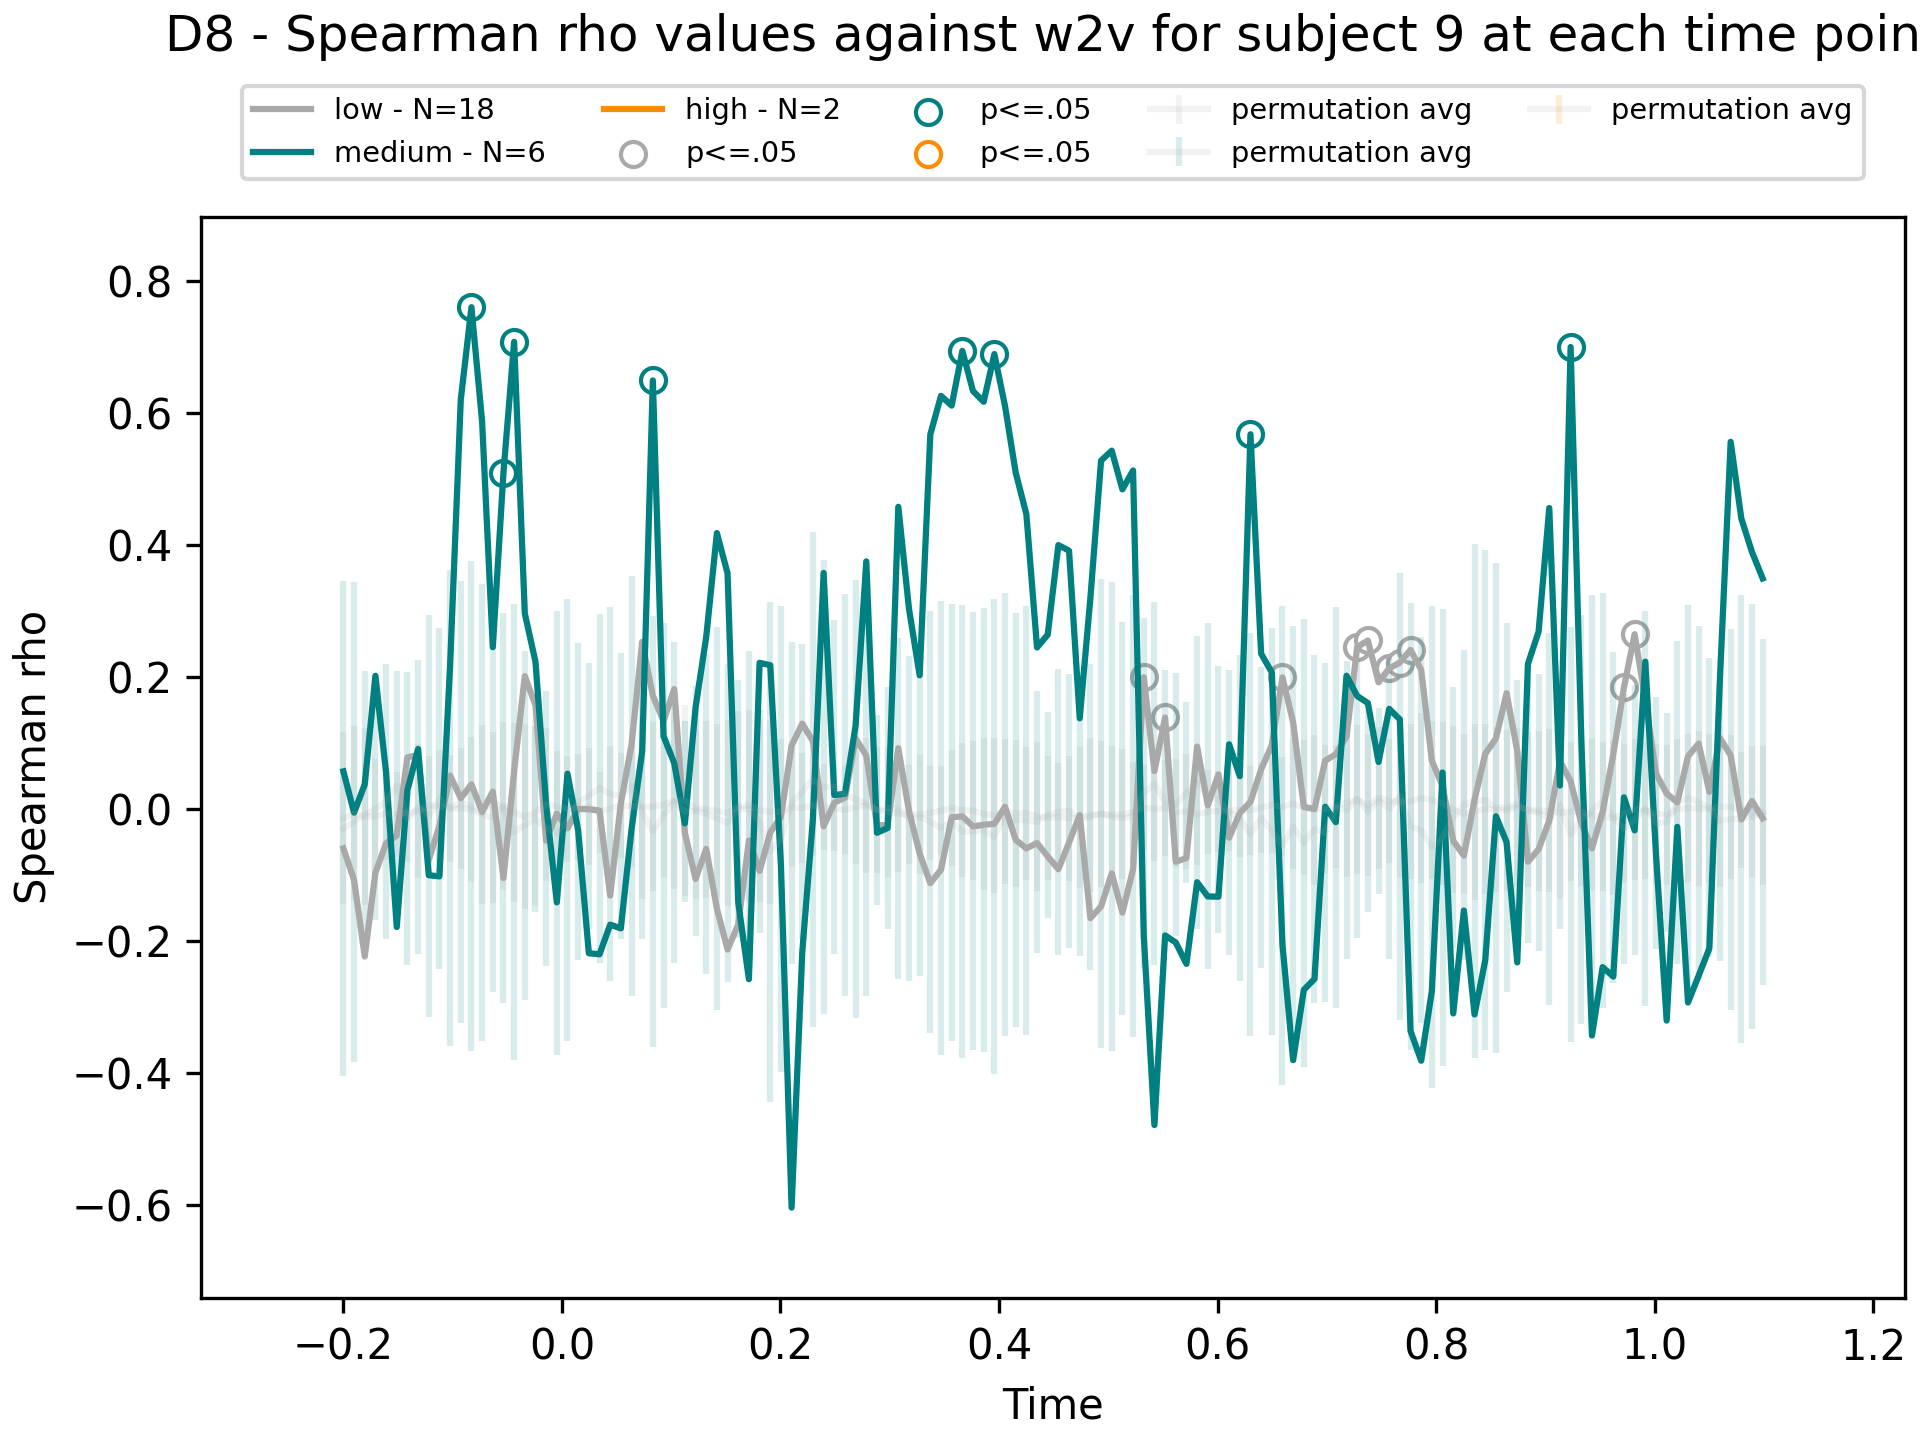 D8 - Spearman rho values against w2v for subject 9 at each time poin
low - N=18
medium - N=6
high - N=2
p<=.05
p<=.05
p<=.05
permutation avg
permutation avg
permutation avg
Spearman rho
0.8
0.6
0.4
0.2
0.0
−0.2
−0.4
−0.6
−0.2
0.0
0.2
0.4
0.6
0.8
1.0
1.2
Time